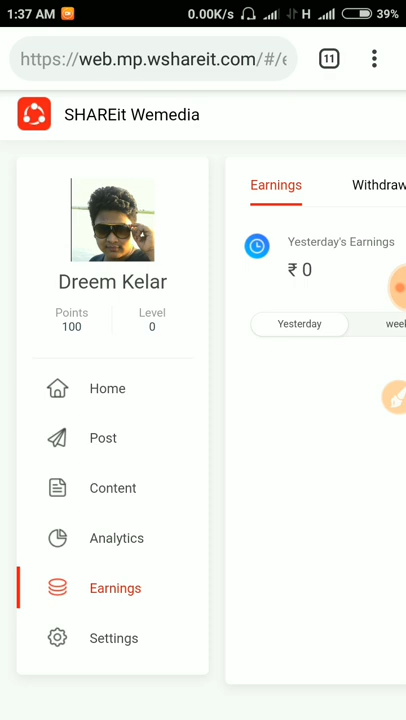 1:37 AM 0.00K/s H 39%
https://web.mp.wshareit.com/#/e
11
SHAREit Wemedia
Dreem Kelar
Points Level
100 0
Home
Post
Content
Analytics
Earnings
Settings
Earnings Withdraw
Yesterday's Earnings
₹ 0
Yesterday week